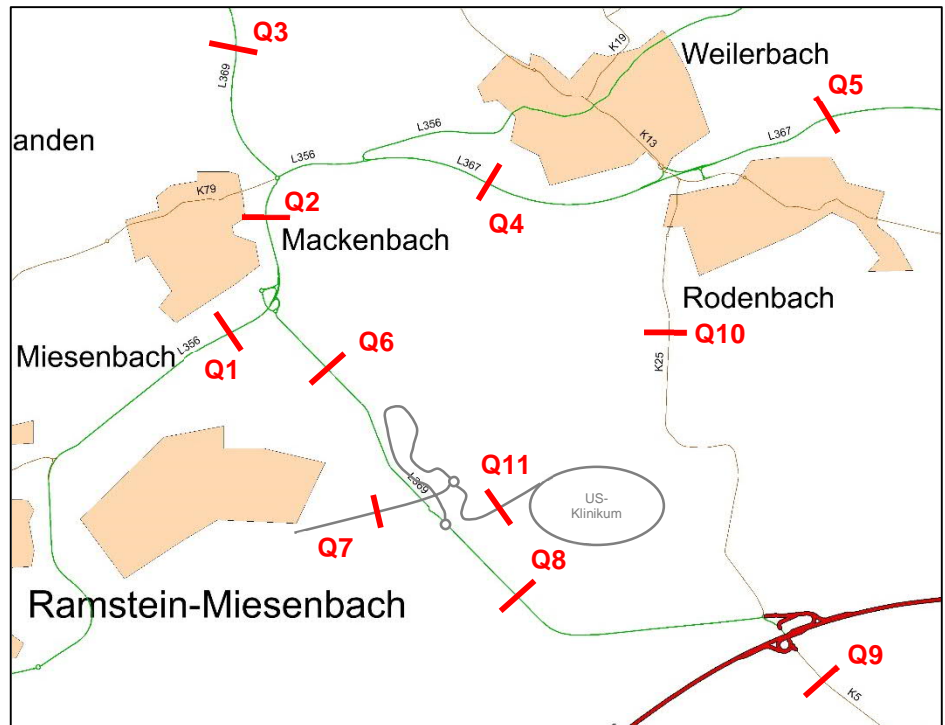 Q3
K19
Weilerbach
Q5
L369
L356
L367
anden
L356
K13
L367
K79
Q2
Q4
Mackenbach
Rodenbach
Miesenbach
L356
Q1
Q6
Q10
K25
Q11
L369
US-
Klinikum
Q7
Q8
Ramstein-Miesenbach
Q9
K5